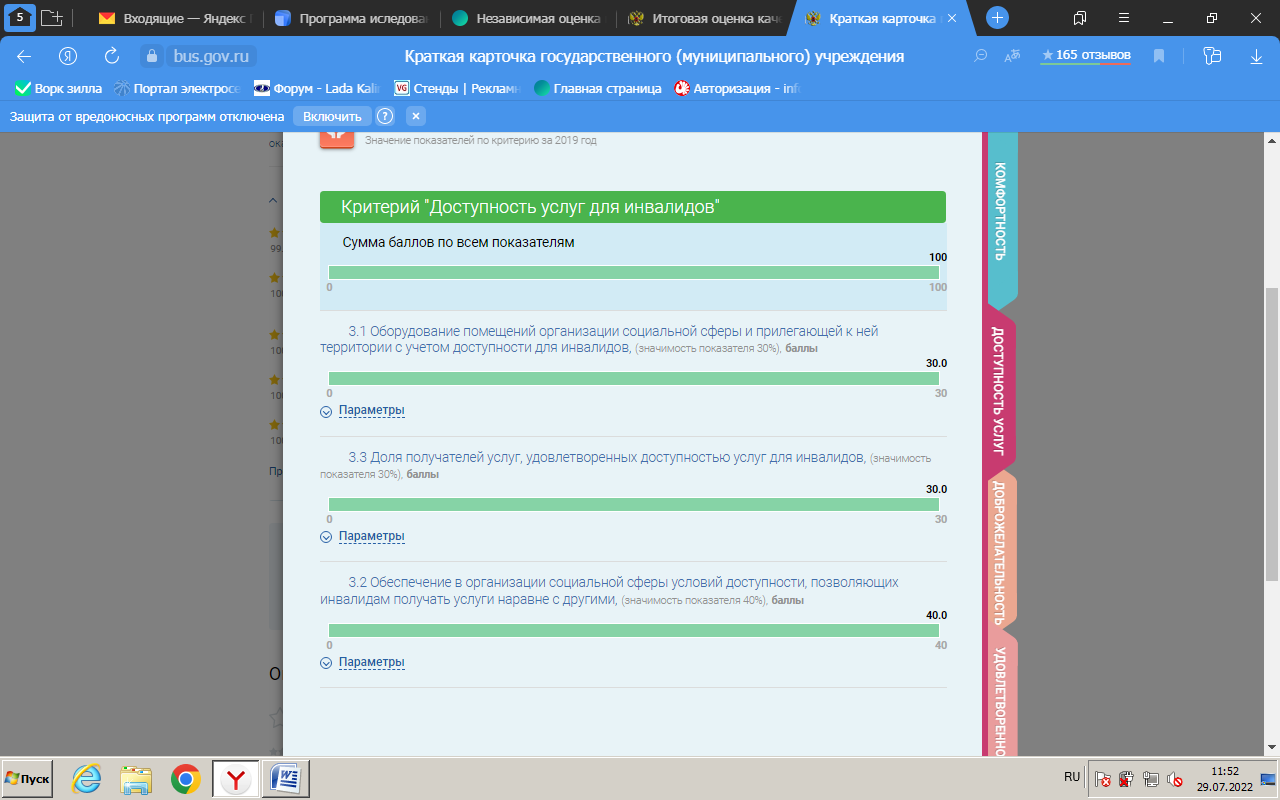 5
Входящие — Яндекс
Программа иследова
Независимая оценка
Итоговая оценка кач
Краткая карточка
bus.gov.ru
Краткая карточка государственного (муниципального) учреждения
165 отзывов
Ворк зилла
Портал электросе
Форум - Lada Kali
VG Стенды | Реклам
Главная страница
Авторизация - inf
Защита от вредоносных программ отключена
Включить
?
Значение показателей по критерию за 2019 год
Критерий "Доступность услуг для инвалидов"
Сумма баллов по всем показателям
100
0 100
3.1 Оборудование помещений организации социальной сферы и прилегающей к ней
территории с учетом доступности для инвалидов, (значимость показателя 30%), баллы
30.0
0 30
Параметры
3.3 Доля получателей услуг, удовлетворенных доступностью услуг для инвалидов, (значимость
показателя 30%), баллы
30.0
0 30
Параметры
3.2 Обеспечение в организации социальной сферы условий доступности, позволяющих
инвалидам получать услуги наравне с другими, (значимость показателя 40%), баллы
40.0
0 40
Параметры
КОМФОРТНОСТЬ
ДОСТУПНОСТЬ УСЛУГ
ДОБРОЖЕЛАТЕЛЬНОСТЬ
УДОВЛЕТВОРЕННО
Пуск
RU
11:52
29.07.2022